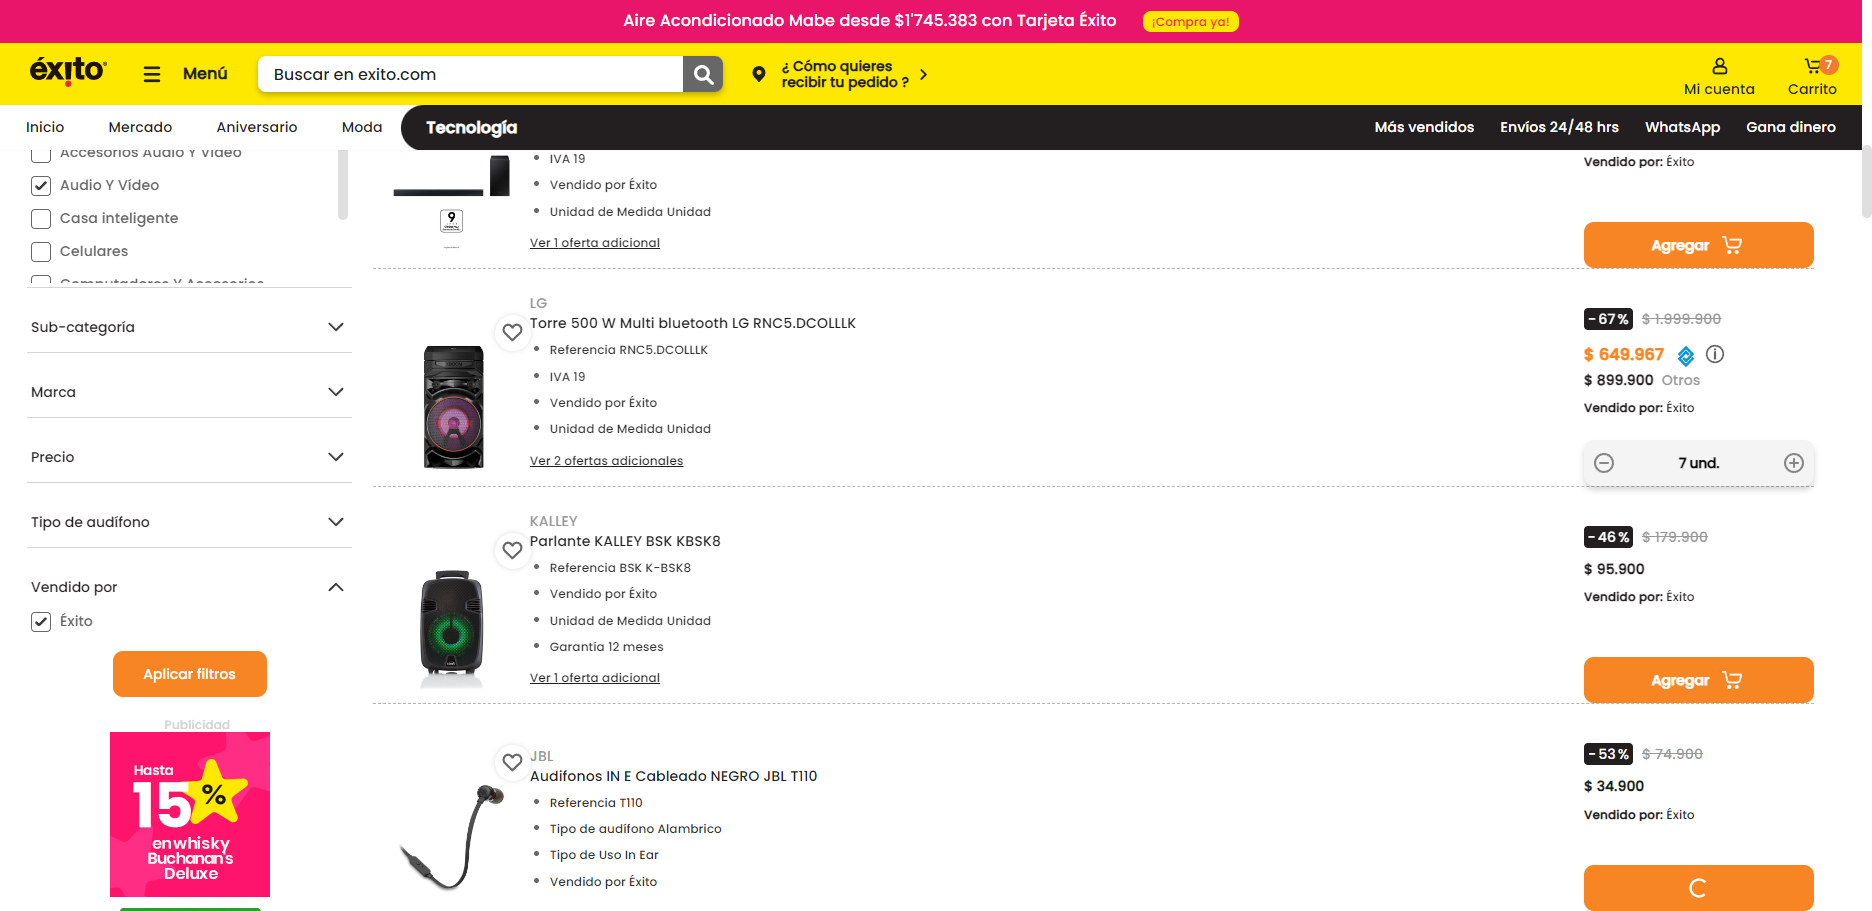 Aire Acondicionado Mabe desde $1'745.383 con Tarjeta Éxito ¡Compra ya!
éxito
Menú
Buscar en exito.com
¿ Cómo quieres
recibir tu pedido ?
Mi cuenta
7
Carrito
Inicio
Mercado
Aniversario
Moda
Tecnología
Más vendidos
Envíos 24/48 hrs
WhatsApp
Gana dinero
Accesorios Audio Y Video
Audio Y Vídeo
Casa inteligente
Celulares
Computadores Y Accesorios
Sub-categoría
Marca
Precio
Tipo de audífono
Vendido por
Éxito
Aplicar filtros
Publicidad
Hasta
15%
en whisky
Buchanan's
Deluxe
9
IVA 19
Vendido por Éxito
Unidad de Medida Unidad
Ver 1 oferta adicional
Vendido por: Éxito
Agregar
LG
Torre 500 W Multi bluetooth LG RNC5.DCOLLLK
Referencia RNC5.DCOLLLK
IVA 19
Vendido por Éxito
Unidad de Medida Unidad
Ver 2 ofertas adicionales
-67% $ 1.999.900
$ 649.967
$ 899.900 Otros
Vendido por: Éxito
7 und.
KALLEY
Parlante KALLEY BSK KBSK8
Referencia BSK K-BSK8
Vendido por Éxito
Unidad de Medida Unidad
Garantía 12 meses
Ver 1 oferta adicional
-46% $ 179.900
$ 95.900
Vendido por: Éxito
Agregar
JBL
Audifonos IN E Cableado NEGRO JBL T110
Referencia T110
Tipo de audífono Alambrico
Tipo de Uso In Ear
Vendido por Éxito
-53% $ 74.900
$ 34.900
Vendido por: Éxito